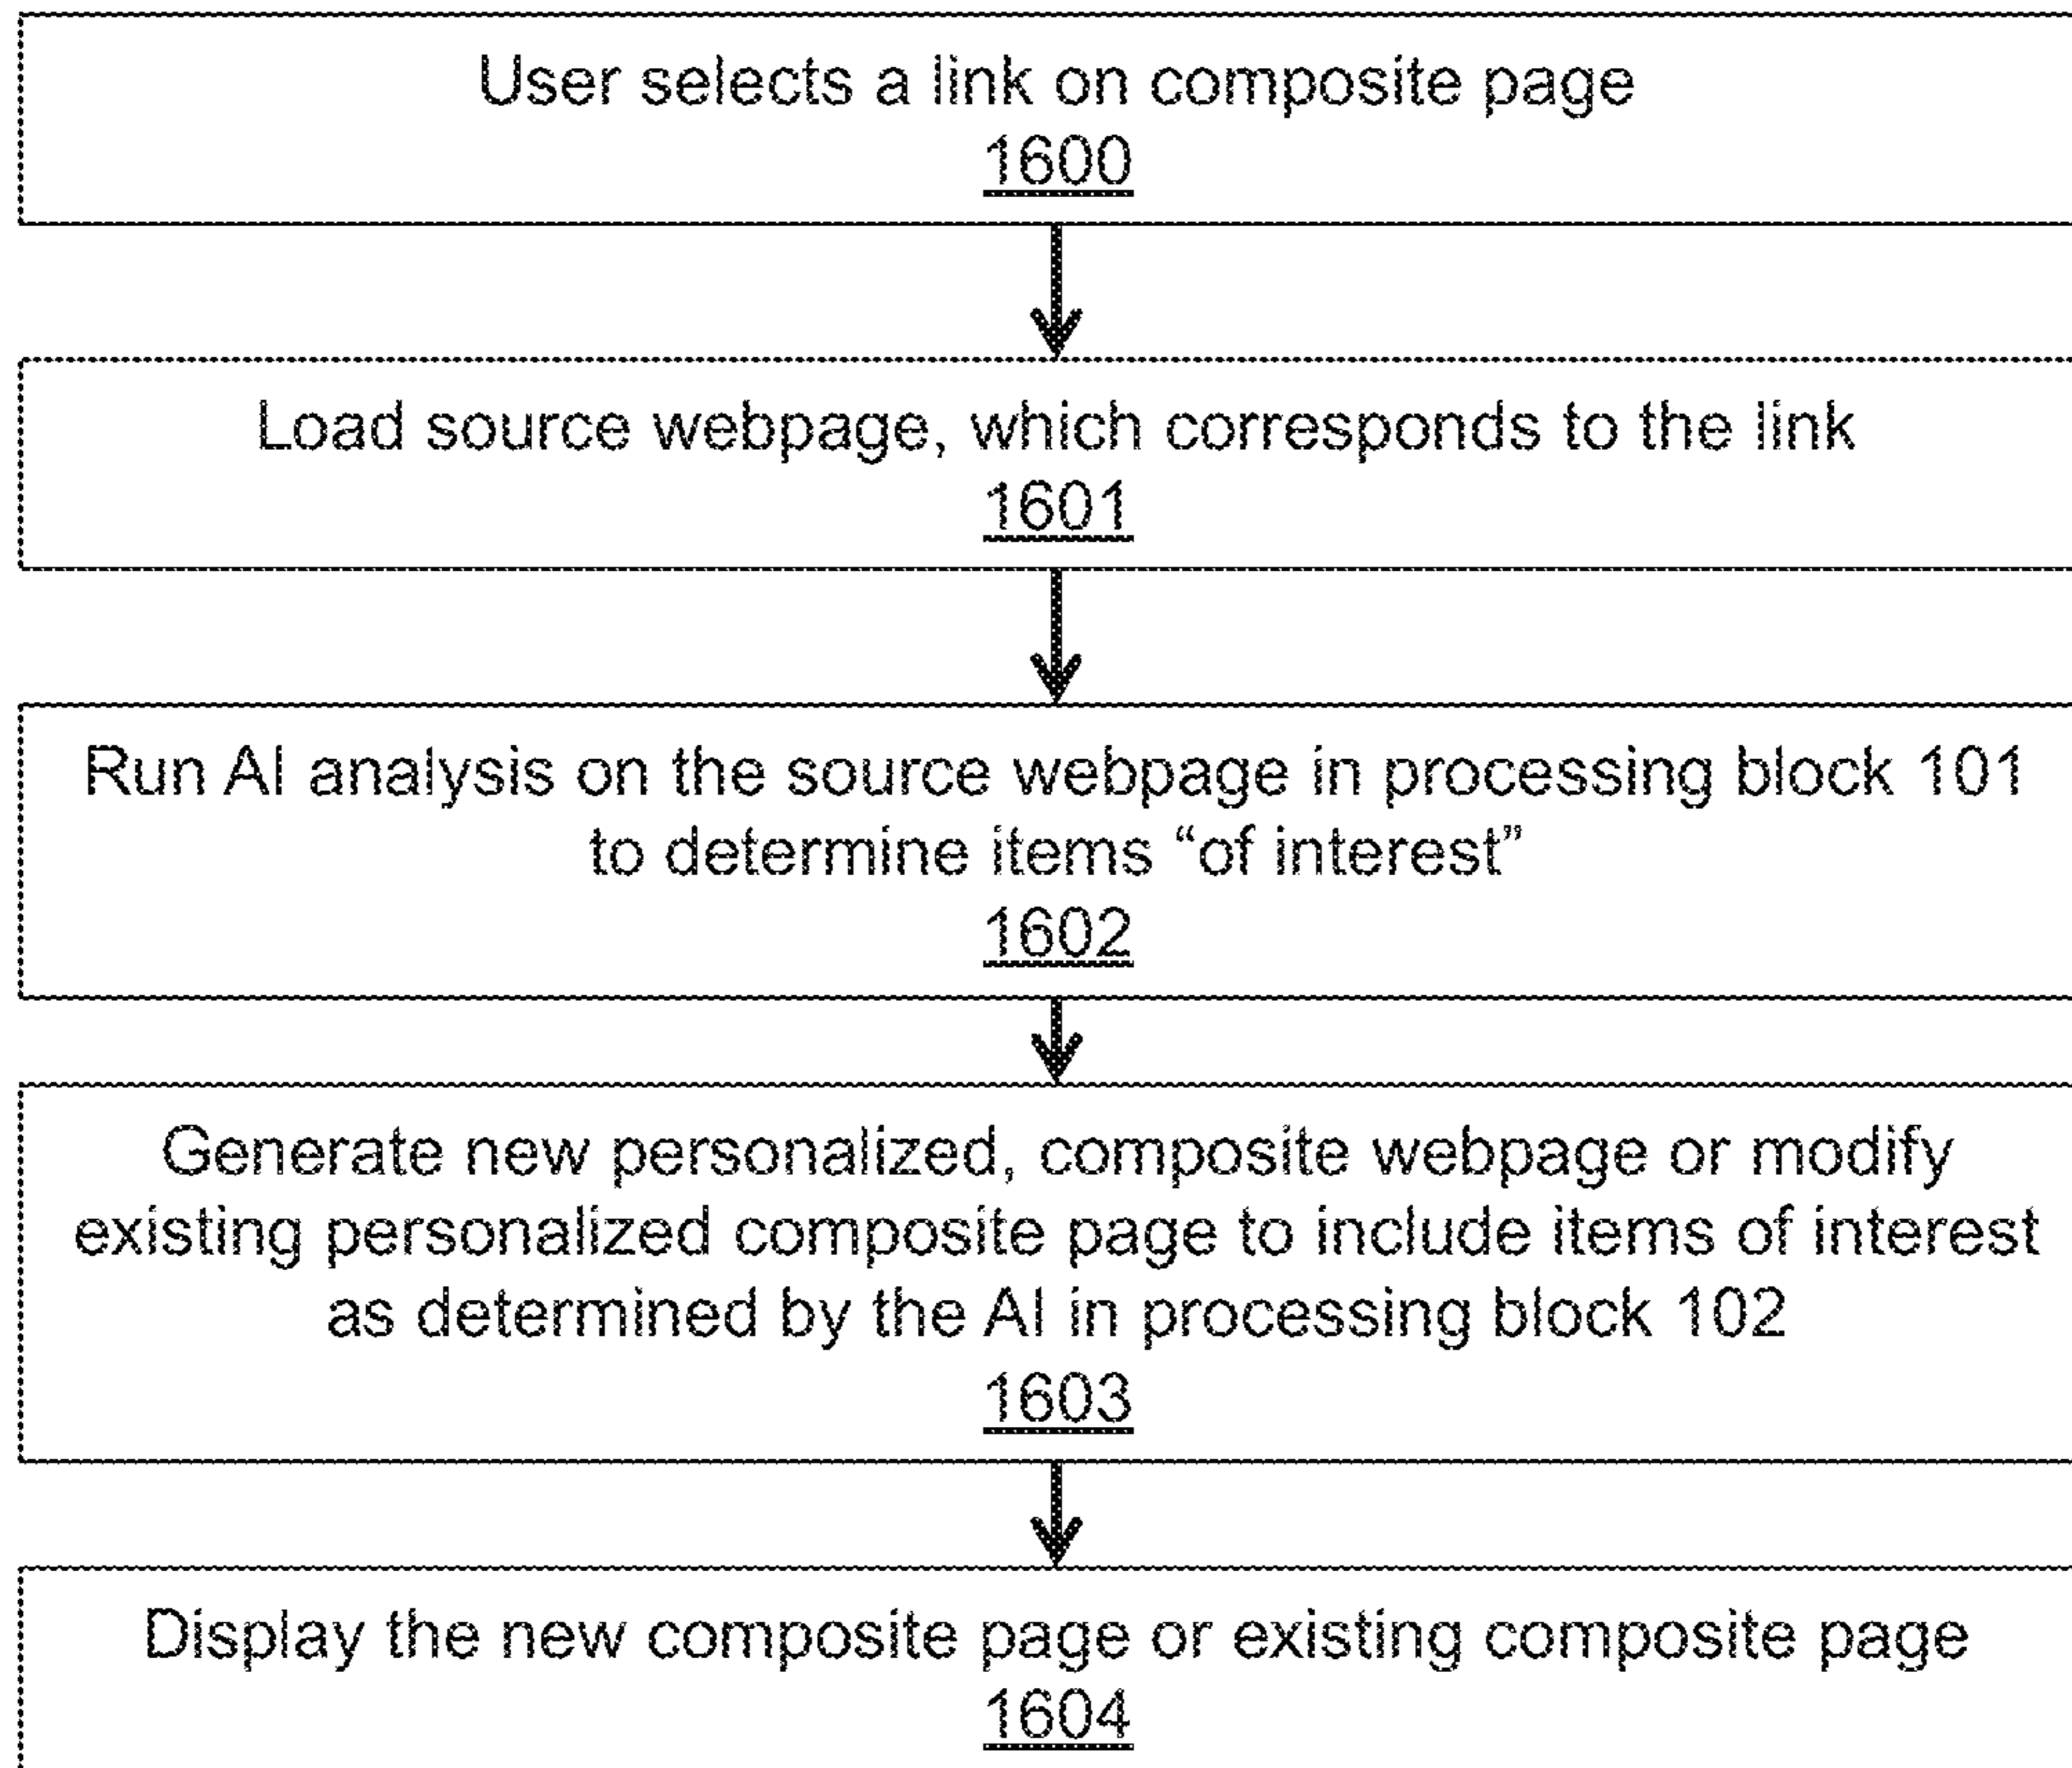 User selects a link on composite page
1600
Load source webpage, which corresponds to the link
1601
Run AI analysis on the source webpage in processing block 101
to determine items “of interest”
1602
Generate new personalized, composite webpage or modify
existing personalized composite page to include items of interest
as determined by the AI in processing block 102
1603
Display the new composite page or existing composite page
1604